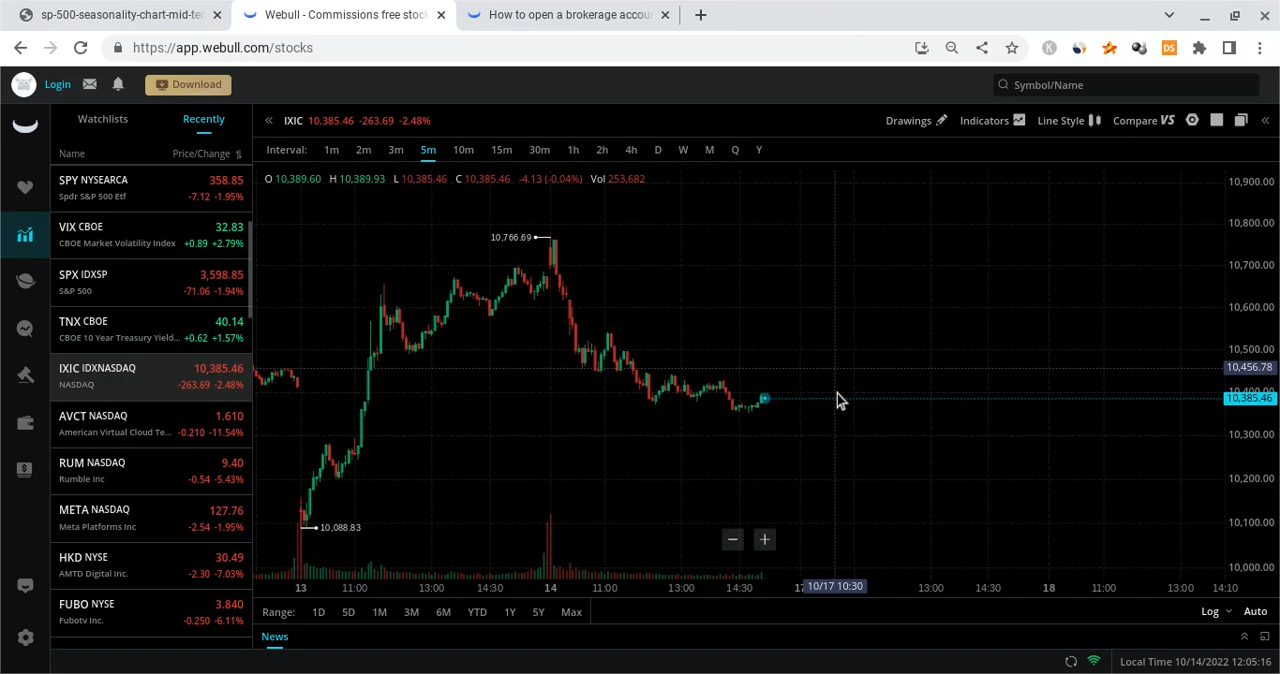 sp-500-seasonality-chart-mid-ter
Webull - Commissions free stock
How to open a brokerage accou
https://app.webull.com/stocks
K
DS
Login
Download
Symbol/Name
Watchlists
Recently
Name
Price/Change
SPY NYSEARCA 358.85
Spdr S&P 500 Etf -7.12 -1.95%
VIX CBOE 32.83
CBOE Market Volatility Index +0.89 +2.79%
SPX IDXSP 3,598.85
S&P 500 -71.06 -1.94%
TNX CBOE 40.14
CBOE 10 Year Treasury Yield... +0.62 +1.57%
IXIC IDXNASDAQ 10,385.46
NASDAQ -263.69 -2.48%
AVCT NASDAQ 1.610
American Virtual Cloud Te... -0.210 -11.54%
RUM NASDAQ 9.40
Rumble Inc -0.54 -5.43%
META NASDAQ 127.76
Meta Platforms Inc -2.54 -1.95%
HKD NYSE 30.49
AMTD Digital Inc. -2.30 -7.03%
FUBO NYSE 3.840
Fubotv Inc. -0.250 -6.11%
IXIC 10,385.46 -263.69 -2.48%
Drawings Indicators Line Style Compare VS
Interval: 1m 2m 3m 5m 10m 15m 30m 1h 2h 4h D W M Q Y
O 10,389.60 H 10,389.93 L 10,385.46 C 10,385.46 -4.13 (-0.04%) Vol 253,682
10,766.69
10,088.83
10,900.00
10,800.00
10,700.00
10,600.00
10,500.00
10,456.78
10,400.00
10,385.46
10,300.00
10,200.00
10,100.00
10,000.00
13 11:00 13:00 14:30 14 11:00 13:00 14:30 10/17 10:30 13:00 14:30 18 11:00 13:00 14:10
Range: 1D 5D 1M 3M 6M YTD 1Y 5Y Max
Log Auto
News
Local Time 10/14/2022 12:05:16